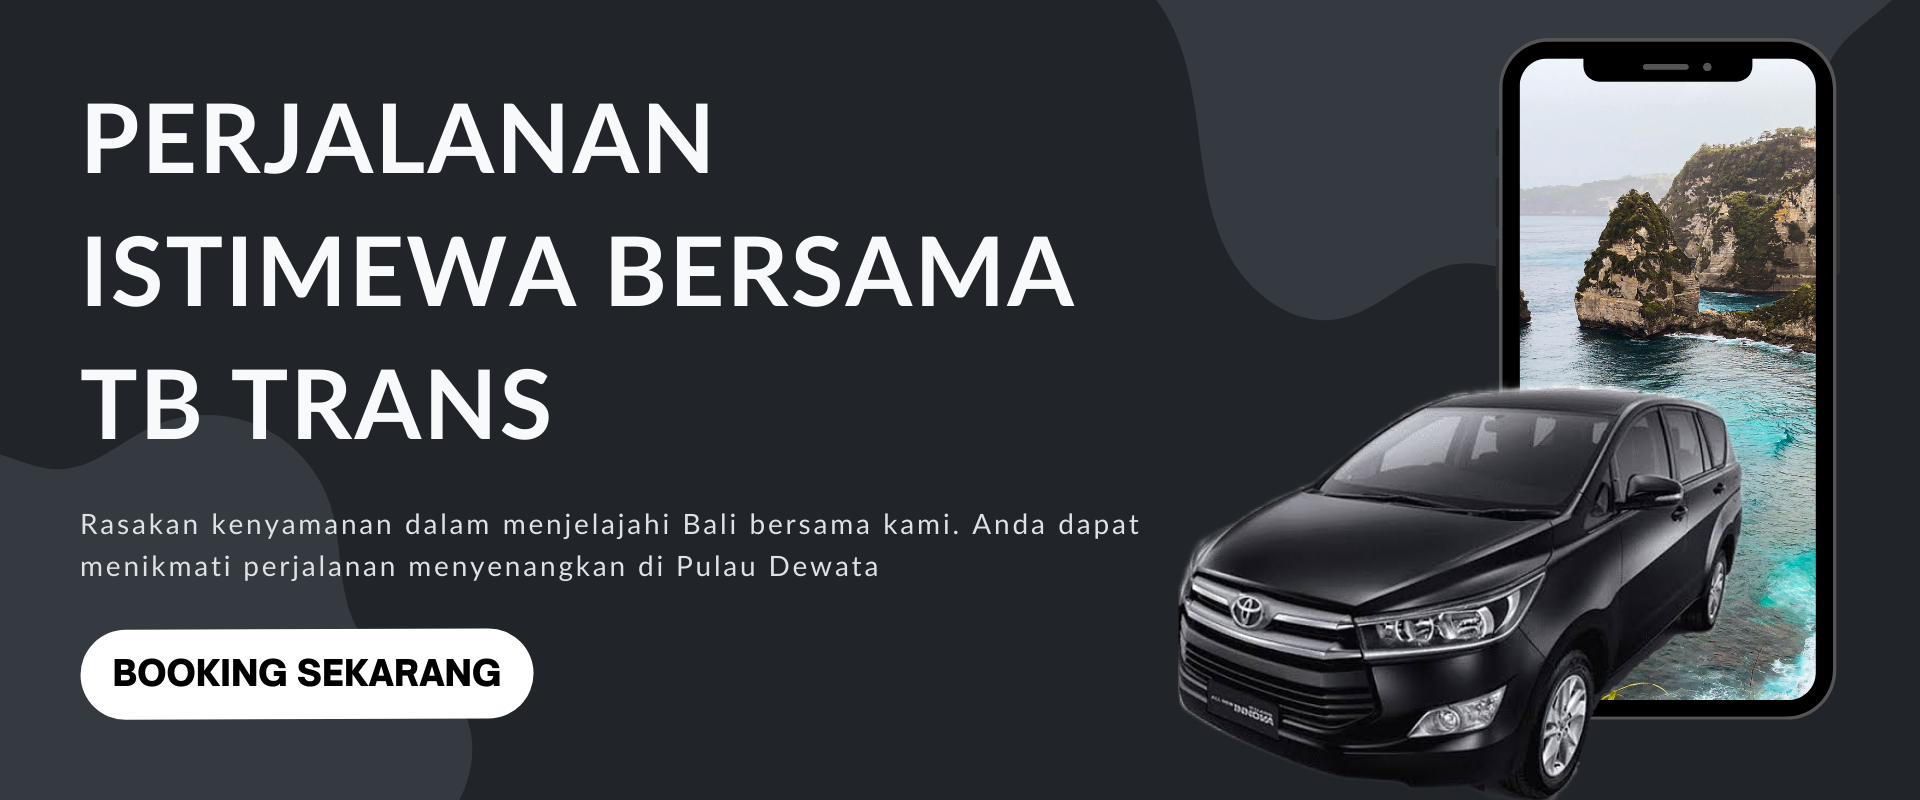 PERJALANAN
ISTIMEWA BERSAMA
TB TRANS
Rasakan kenyamanan dalam menjelajahi Bali bersama kami. Anda dapat
menikmati perjalanan menyenangkan di Pulau Dewata
BOOKING SEKARANG
INNOVA